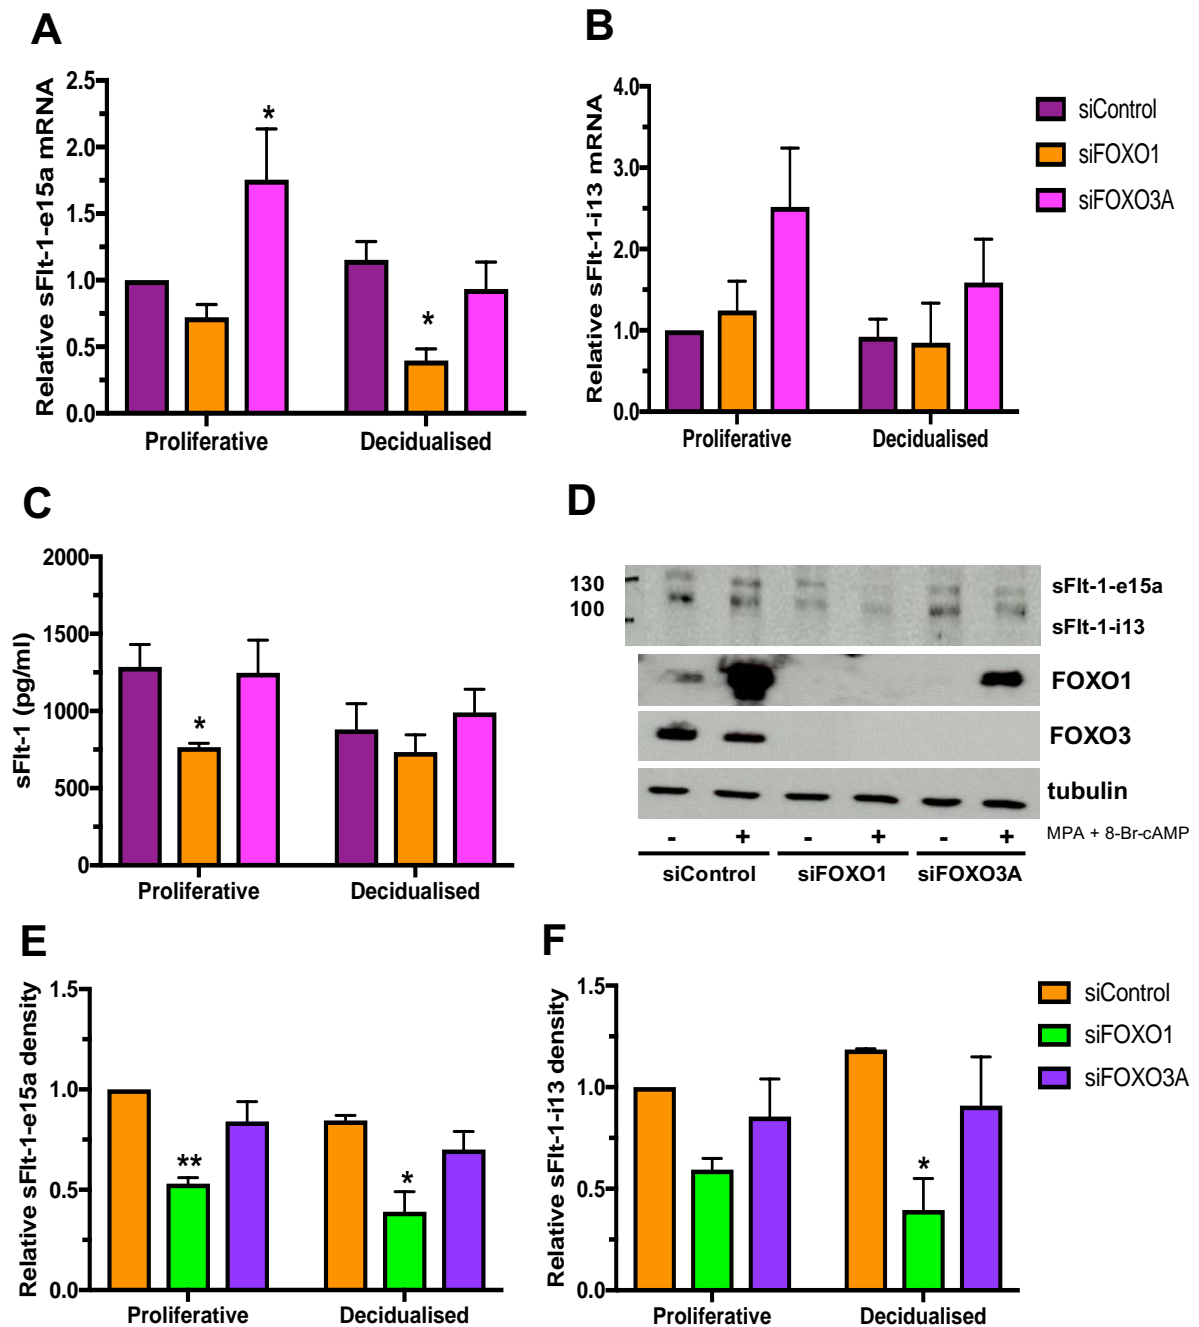 A
Relative sFlt-1-e15a mRNA
2.5
2.0
1.5
1.0
0.5
0.0
*
*
Proliferative
Decidualised
B
Relative sFlt-1-i13 mRNA
4.0
3.0
2.0
1.0
0.0
Proliferative
Decidualised
siControl
siFOXO1
siFOXO3A
C
sFlt-1 (pg/ml)
2000
1500
1000
500
0
*
Proliferative
Decidualised
D
130
100
sFlt-1-e15a
sFlt-1-i13
FOXO1
FOXO3
tubulin
- + - + - + MPA + 8-Br-cAMP
siControl siFOXO1 siFOXO3A
E
Relative sFlt-1-e15a density
1.5
1.0
0.5
0.0
**
*
Proliferative
Decidualised
F
Relative sFlt-1-i13 density
1.5
1.0
0.5
0.0
*
Proliferative
Decidualised
siControl
siFOXO1
siFOXO3A